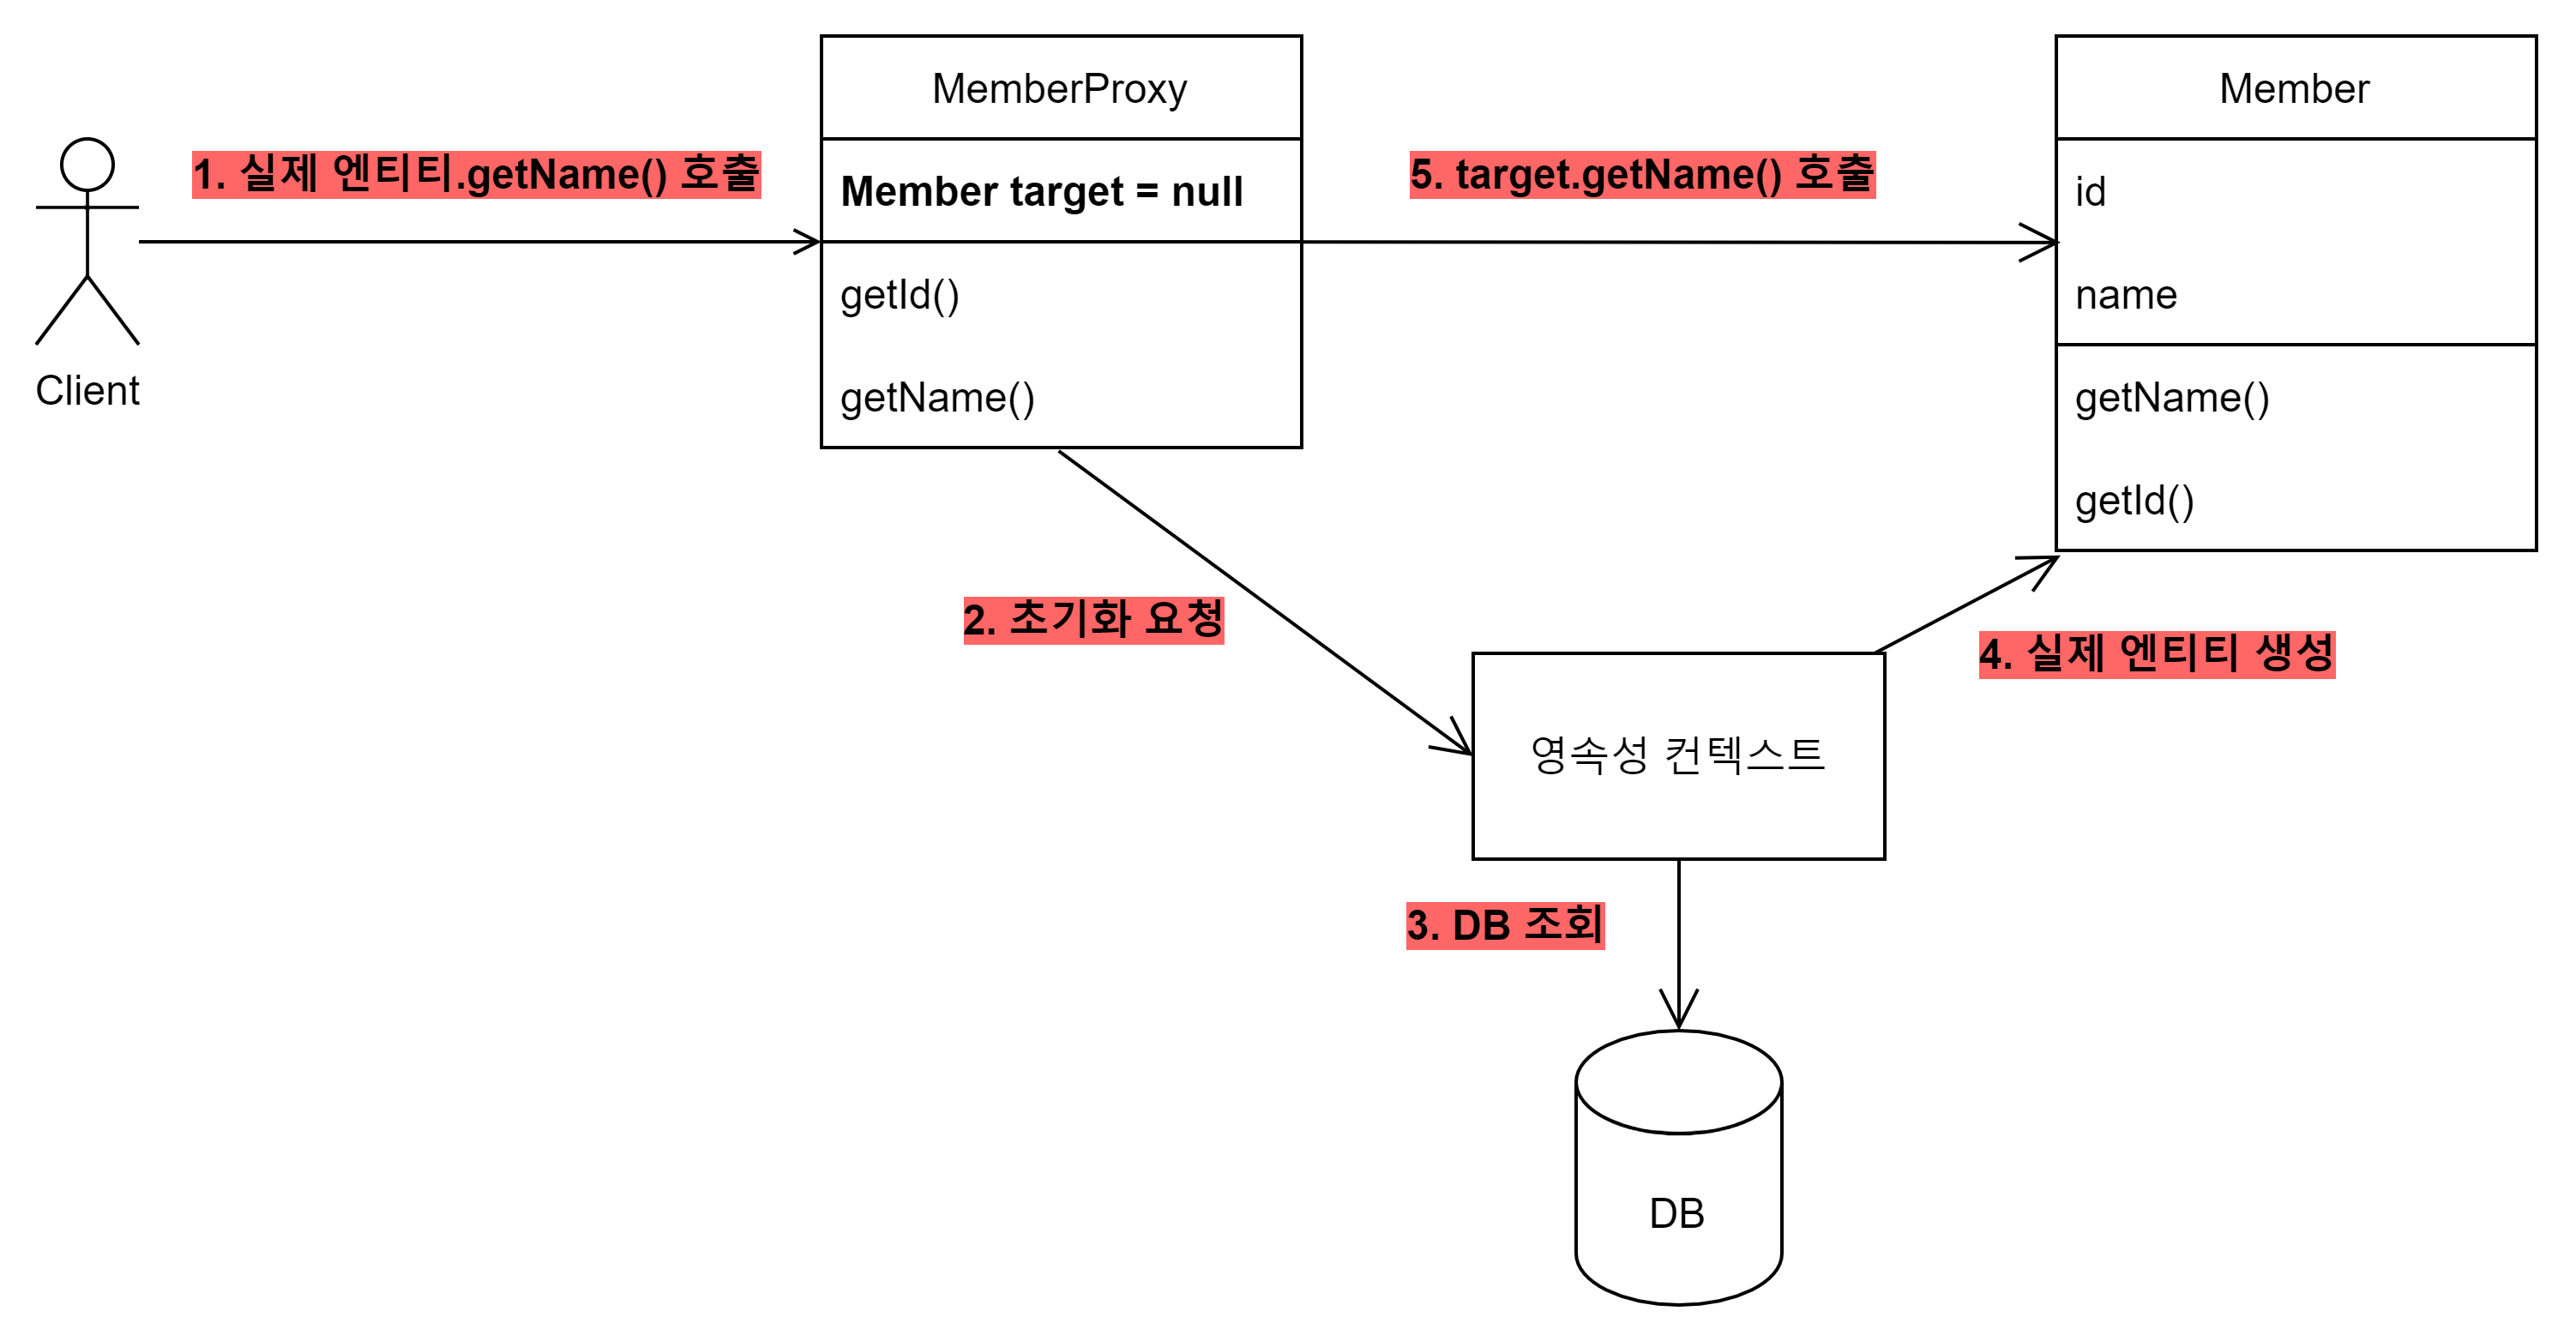 Client
1. 실제 엔티티.getName() 호출
MemberProxy
Member target = null
getId()
getName()
5. target.getName() 호출
Member
id
name
getName()
getId()
2. 초기화 요청
영속성 컨텍스트
4. 실제 엔티티 생성
3. DB 조회
DB